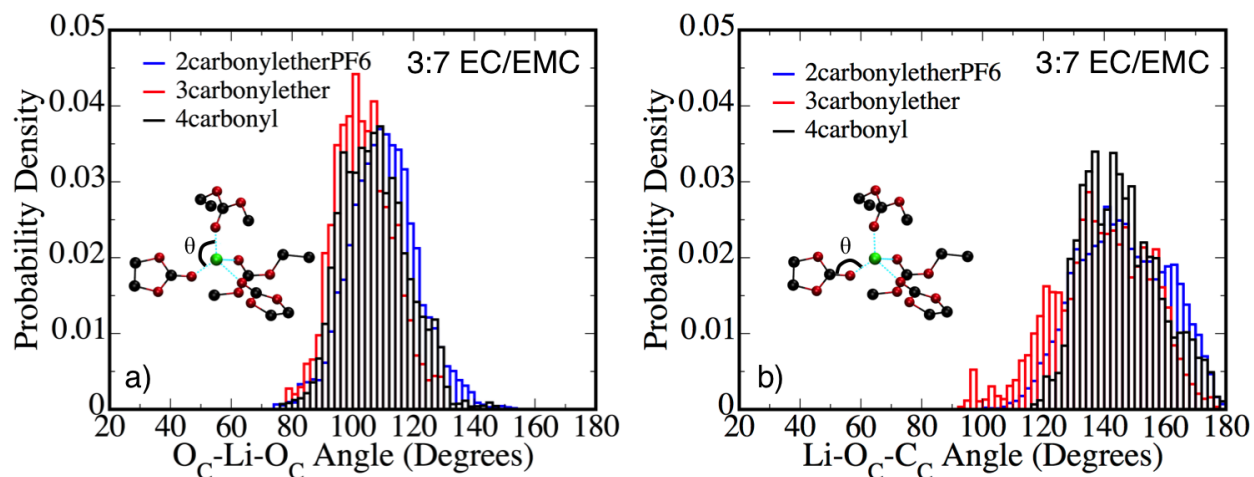 0.05
0.04
0.03
0.02
0.01
0
Probability Density
2carbonyletherPF6
3carbonylether
4carbonyl
3:7 EC/EMC
θ
a)
20 40 60 80 100 120 140 160 180
O_C-Li-O_C Angle (Degrees)
0.05
0.04
0.03
0.02
0.01
0
Probability Density
2carbonyletherPF6
3carbonylether
4carbonyl
3:7 EC/EMC
θ
b)
20 40 60 80 100 120 140 160 180
Li-O_C-C_C Angle (Degrees)